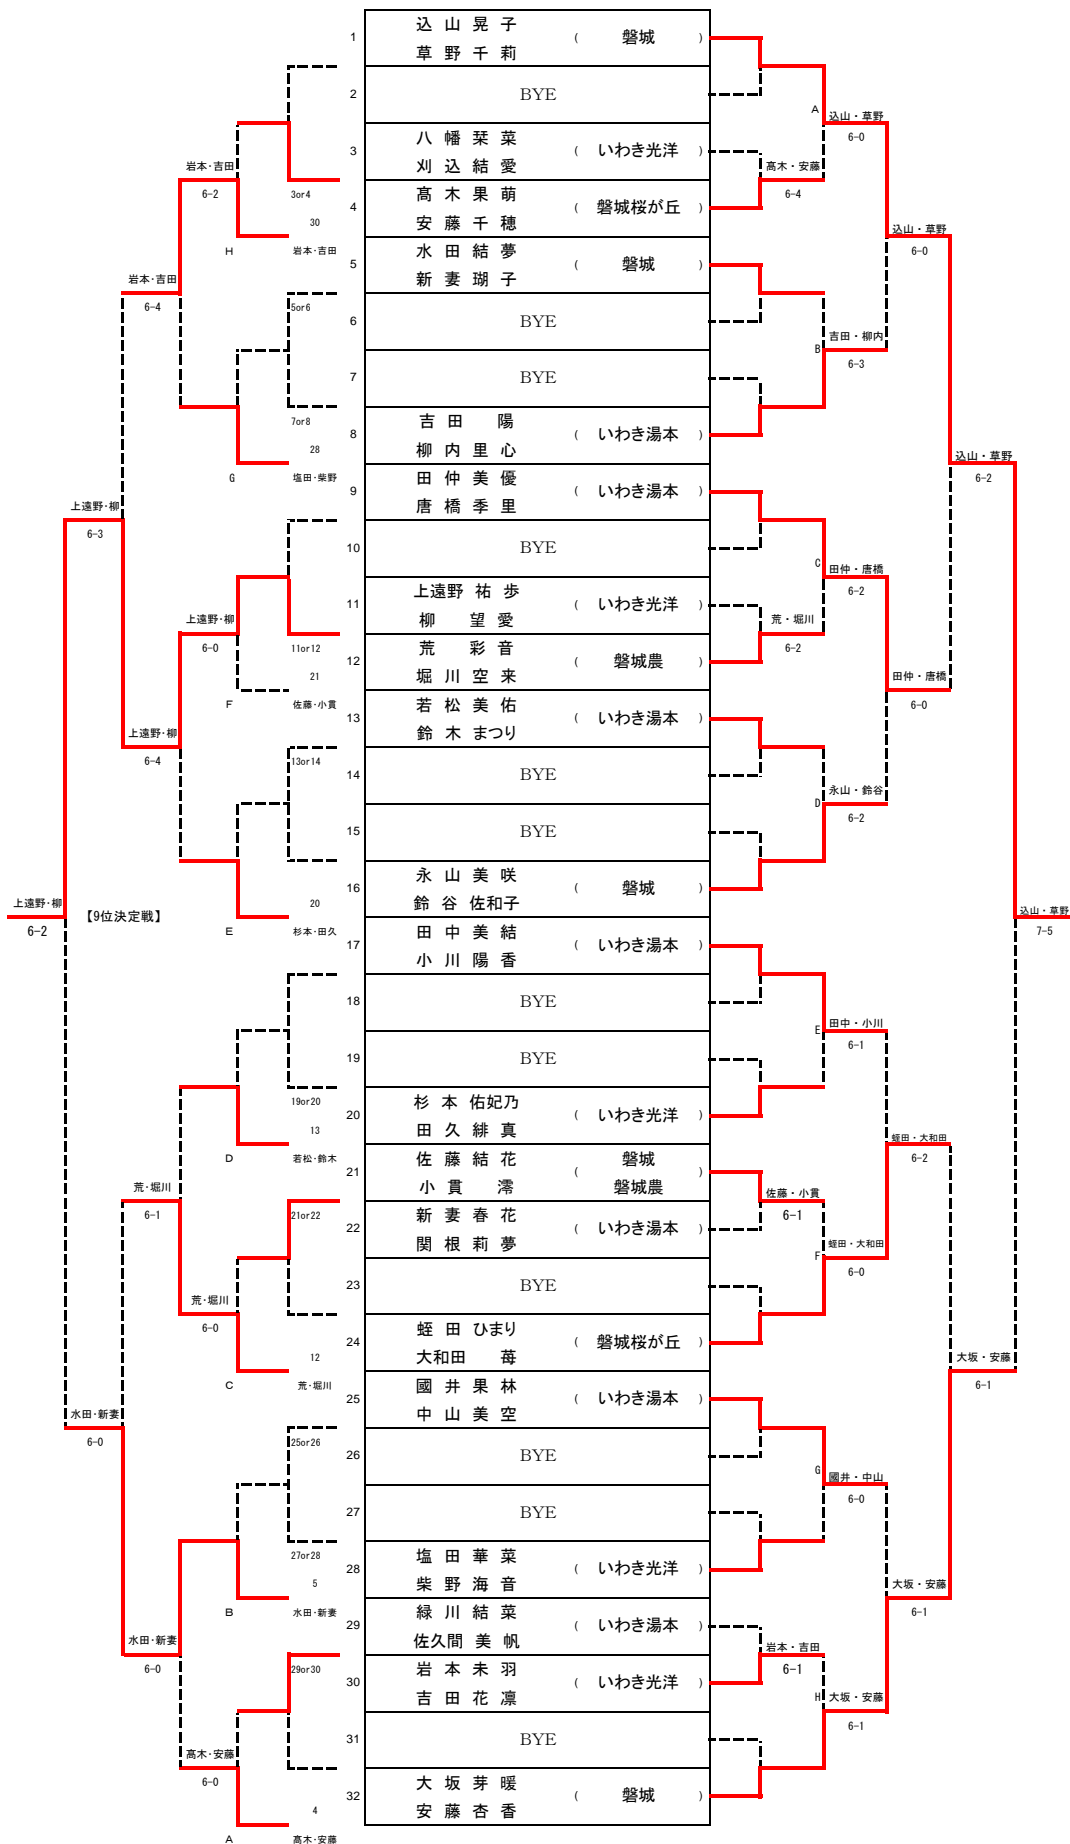 1 込山晃子 草野千莉 ( 磐城 )
2 BYE
3 八幡栞菜 刈込結愛 ( いわき光洋 )
4 髙木果萌 安藤千穂 ( 磐城桜が丘 )
5 水田結夢 新妻瑚子 ( 磐城 )
6 BYE
7 BYE
8 吉田 陽 柳内里心 ( いわき湯本 )
9 田仲美優 唐橋季里 ( いわき湯本 )
10 BYE
11 上遠野祐歩 柳 望愛 ( いわき光洋 )
12 荒 彩音 堀川空来 ( 磐城農 )
13 若松美佑 鈴木まつり ( いわき湯本 )
14 BYE
15 BYE
16 永山美咲 鈴谷佐和子 ( 磐城 )
17 田中美結 小川陽香 ( いわき湯本 )
18 BYE
19 BYE
20 杉本佑妃乃 田久緋真 ( いわき光洋 )
21 佐藤結花 小貫 澪 ( 磐城 磐城農 )
22 新妻春花 関根莉夢 ( いわき湯本 )
23 BYE
24 蛭田ひまり 大和田 苺 ( 磐城桜が丘 )
25 國井果林 中山美空 ( いわき湯本 )
26 BYE
27 BYE
28 塩田華菜 柴野海音 ( いわき光洋 )
29 緑川結菜 佐久間美帆 ( いわき湯本 )
30 岩本未羽 吉田花凛 ( いわき光洋 )
31 BYE
32 大坂芽暖 安藤杏香 ( 磐城 )
髙木・安藤
6-4
荒・堀川
6-2
佐藤・小貫
6-1
岩本・吉田
6-1
A
込山・草野
6-0
B
吉田・柳内
6-3
C
田仲・唐橋
6-2
D
永山・鈴谷
6-2
E
田中・小川
6-1
F
蛭田・大和田
6-0
G
國井・中山
6-0
H
大坂・安藤
6-1
込山・草野
6-0
田仲・唐橋
6-0
蛭田・大和田
6-2
大坂・安藤
6-1
込山・草野
6-2
大坂・安藤
6-1
込山・草野
7-5
3or4
30
岩本・吉田
H
岩本・吉田
6-2
5or6
7or8
28
塩田・柴野
G
岩本・吉田
6-4
11or12
21
佐藤・小貫
F
上遠野・柳
6-0
13or14
20
杉本・田久
E
上遠野・柳
6-4
上遠野・柳
6-3
上遠野・柳
6-2
【9位決定戦】
19or20
13
若松・鈴木
D
荒・堀川
6-1
21or22
12
荒・堀川
C
荒・堀川
6-0
水田・新妻
6-0
25or26
27or28
5
水田・新妻
B
水田・新妻
6-0
29or30
髙木・安藤
6-0
4
髙木・安藤
A